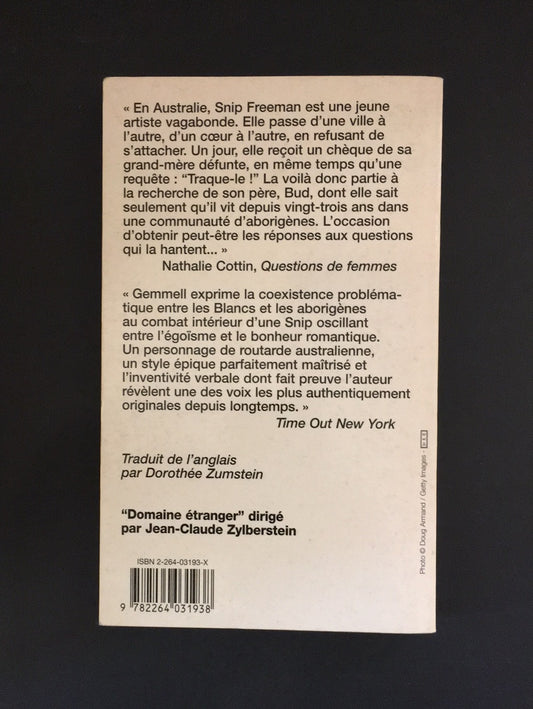 « En Australie, Snip Freeman est une jeune
artiste vagabonde. Elle passe d'une ville à
l'autre, d'un cœur à l'autre, en refusant de
s'attacher. Un jour, elle reçoit un chèque de sa
grand-mère défunte, en même temps qu'une
requête : “Traque-le !” La voilà donc partie à
la recherche de son père, Bud, dont elle sait
seulement qu'il vit depuis vingt-trois ans dans
une communauté d'aborigènes. L'occasion
d'obtenir peut-être les réponses aux questions
qui la hantent... »
Nathalie Cottin, Questions de femmes
« Gemmell exprime la coexistence probléma-
tique entre les Blancs et les aborigènes
au combat intérieur d'une Snip oscillant
entre l'égoïsme et le bonheur romantique.
Un personnage de routarde australienne,
un style épique parfaitement maîtrisé et
l'inventivité verbale dont fait preuve l'auteur
révèlent une des voix les plus authentiquement
originales depuis longtemps. »
Time Out New York
Traduit de l'anglais
par Dorothée Zumstein
“Domaine étranger” dirigé
par Jean-Claude Zylberstein
ISBN 2-264-03193-X
9 782264 031938
Photo © Doug Armand / Getty Images -